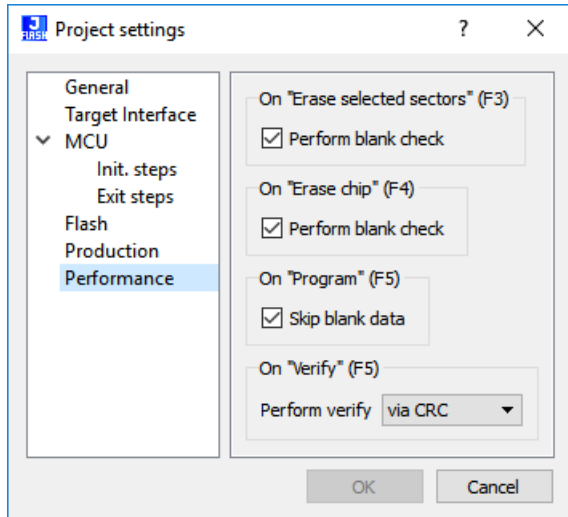 J
FLASH
Project settings
?
General
Target Interface
MCU
Init. steps
Exit steps
Flash
Production
Performance
On "Erase selected sectors" (F3)
Perform blank check
On "Erase chip" (F4)
Perform blank check
On "Program" (F5)
Skip blank data
On "Verify" (F5)
Perform verify via CRC
OK Cancel